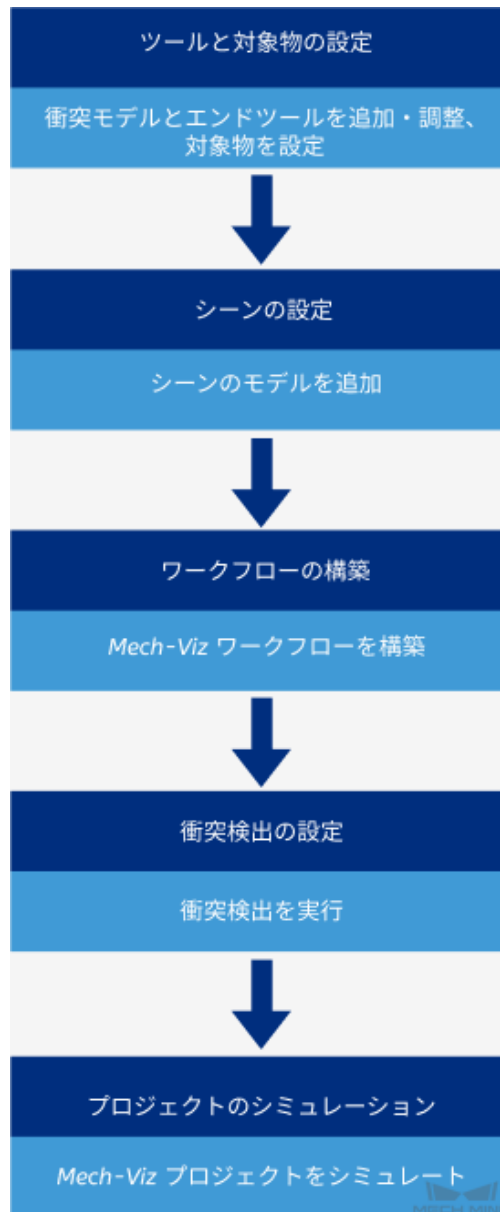 ツールと対象物の設定
衝突モデルとエンドツールを追加・調整、
対象物を設定
シーンの設定
シーンのモデルを追加
ワークフローの構築
Mech-Viz ワークフローを構築
衝突検出の設定
衝突検出を実行
プロジェクトのシミュレーション
Mech-Viz プロジェクトをシミュレート